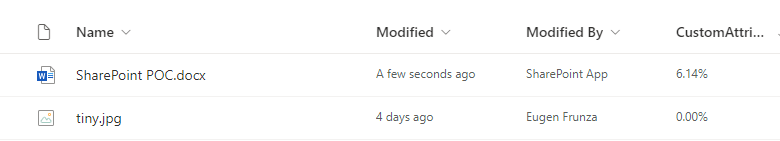 Name Modified Modified By CustomAttri...
SharePoint POC.docx A few seconds ago SharePoint App 6.14%
tiny.jpg 4 days ago Eugen Frunza 0.00%